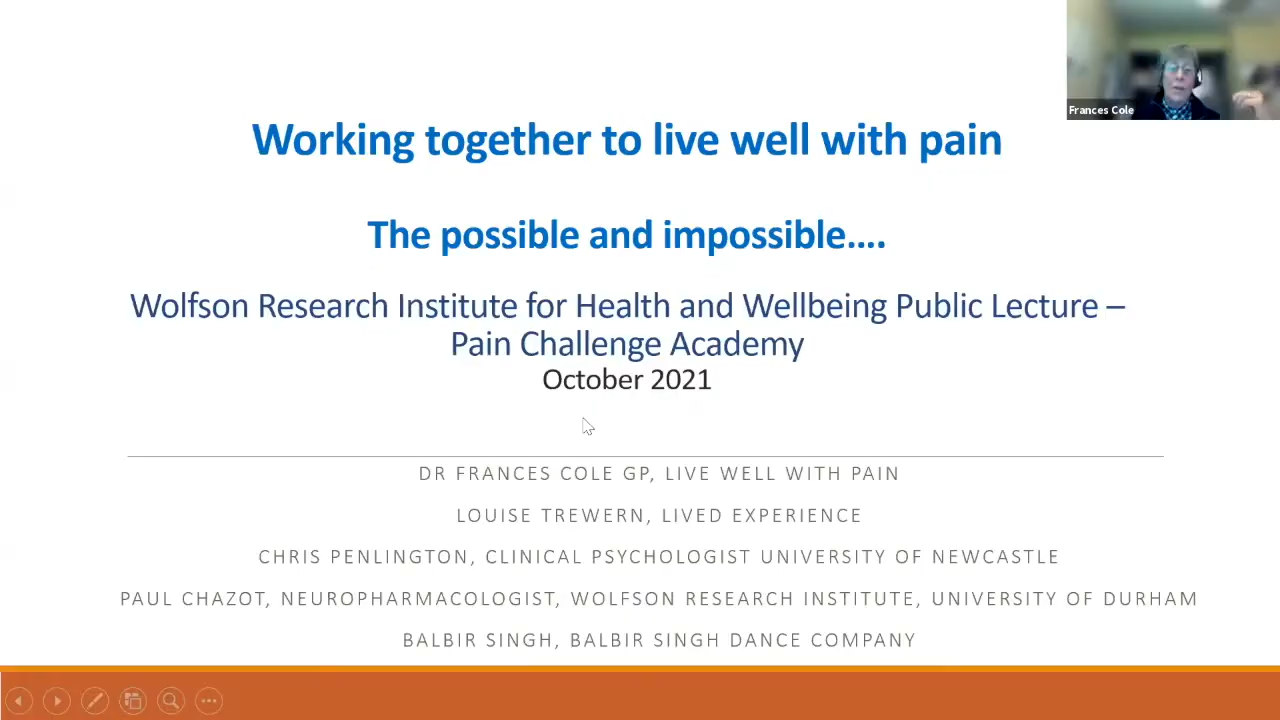 Frances Cole
Working together to live well with pain
The possible and impossible....
Wolfson Research Institute for Health and Wellbeing Public Lecture –
Pain Challenge Academy
October 2021
DR FRANCES COLE GP, LIVE WELL WITH PAIN
LOUISE TREWERN, LIVED EXPERIENCE
CHRIS PENLINGTON, CLINICAL PSYCHOLOGIST UNIVERSITY OF NEWCASTLE
PAUL CHAZOT, NEUROPHARMACOLOGIST, WOLFSON RESEARCH INSTITUTE, UNIVERSITY OF DURHAM
BALBIR SINGH, BALBIR SINGH DANCE COMPANY